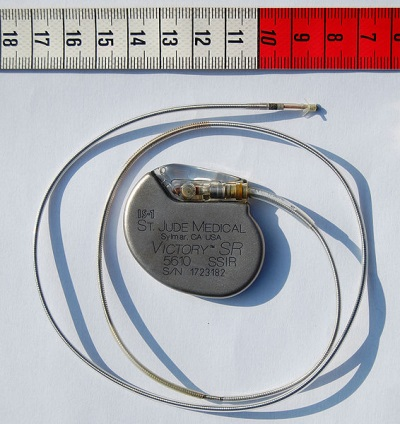 18 17 16 15 14 13 12 11 10 9 8 7
IS-1
ST. JUDE MEDICAL
Sylmar, CA USA
VICTORY™ SR
5610 SSIR
S/N 1723182